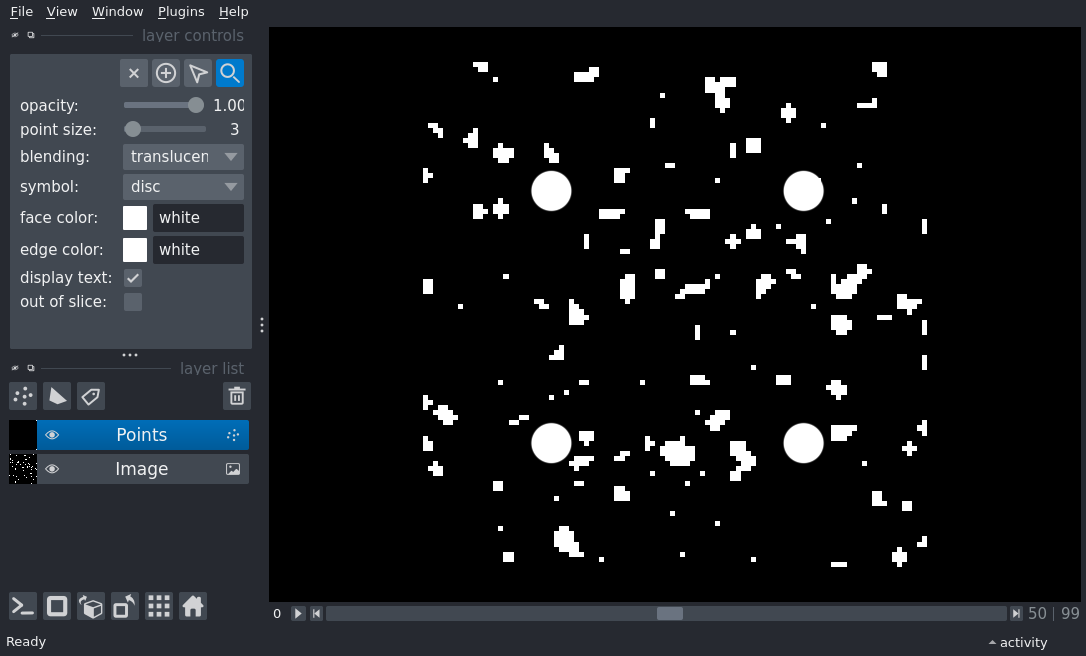 File View Window Plugins Help
layer controls
opacity: 1.00
point size: 3
blending: translucen
symbol: disc
face color: white
edge color: white
display text:
out of slice:
layer list
Points
Image
0 50 | 99
Ready activity